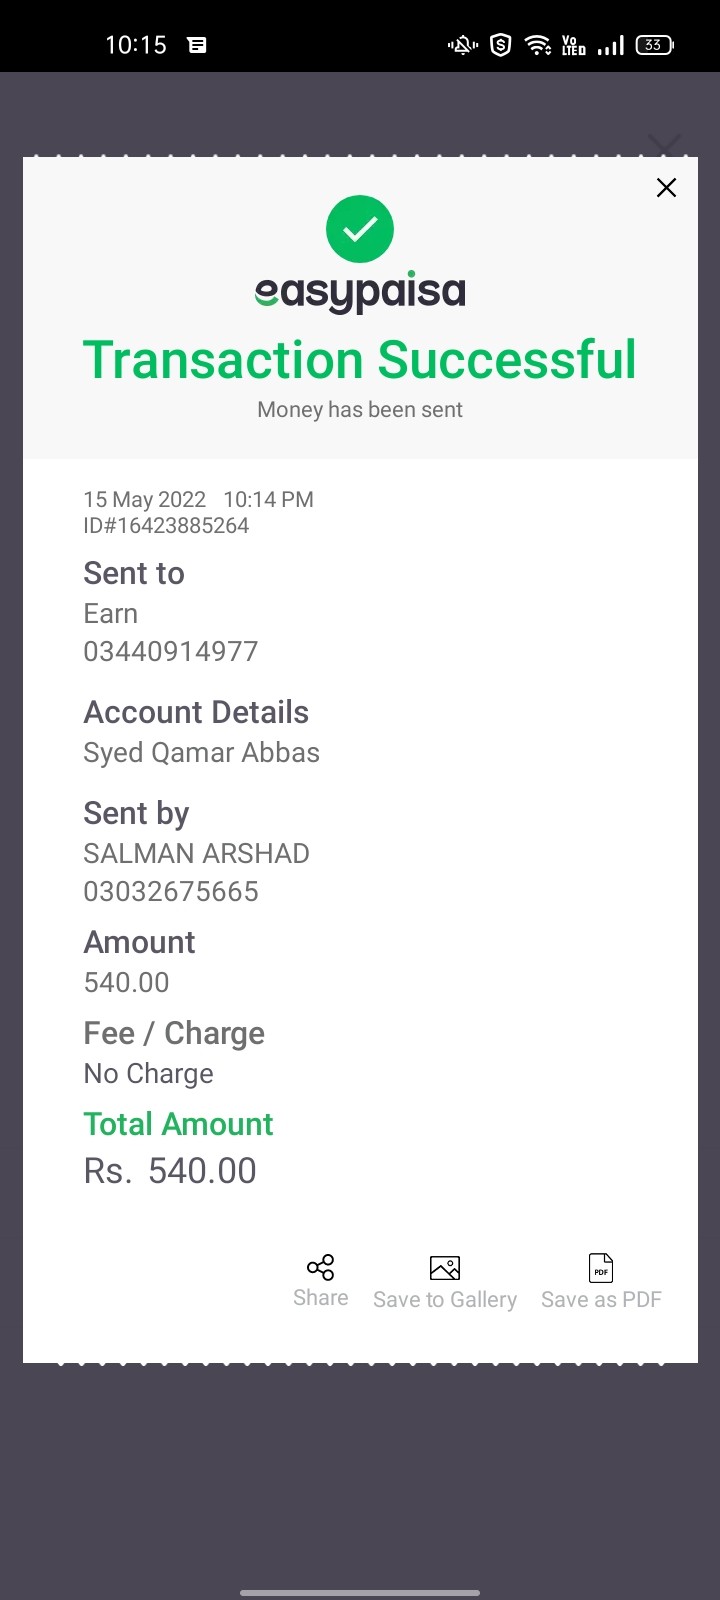 10:15
Vo LTED 33
easypaisa
Transaction Successful
Money has been sent
15 May 2022 10:14 PM
ID#16423885264
Sent to
Earn
03440914977
Account Details
Syed Qamar Abbas
Sent by
SALMAN ARSHAD
03032675665
Amount
540.00
Fee / Charge
No Charge
Total Amount
Rs. 540.00
PDF
Share Save to Gallery Save as PDF